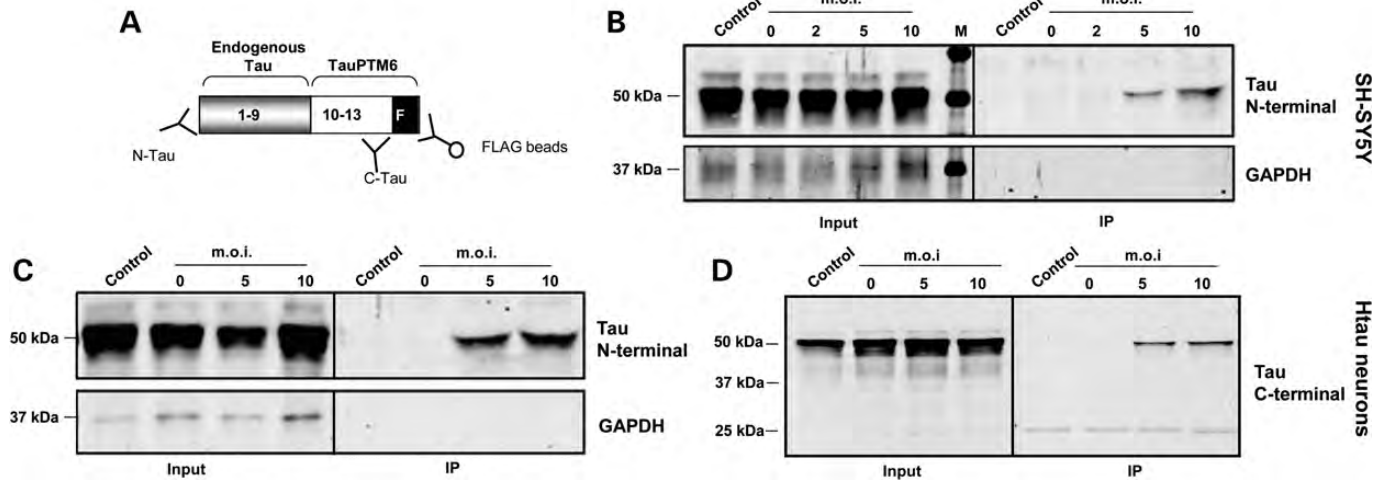 A
Endogenous
Tau
TauPTM6
1-9
10-13
F
N-Tau
C-Tau
FLAG beads
B
Control
m.o.i.
0 2 5 10 M
Control
m.o.i.
0 2 5 10
50 kDa
Tau
N-terminal
37 kDa
GAPDH
Input
IP
SH-SY5Y
C
Control
m.o.i.
0 5 10
Control
m.o.i.
0 5 10
50 kDa
Tau
N-terminal
37 kDa
GAPDH
Input
IP
D
Control
m.o.i
0 5 10
Control
m.o.i
0 5 10
50 kDa
37 kDa
25 kDa
Tau
C-terminal
Input
IP
Htau neurons